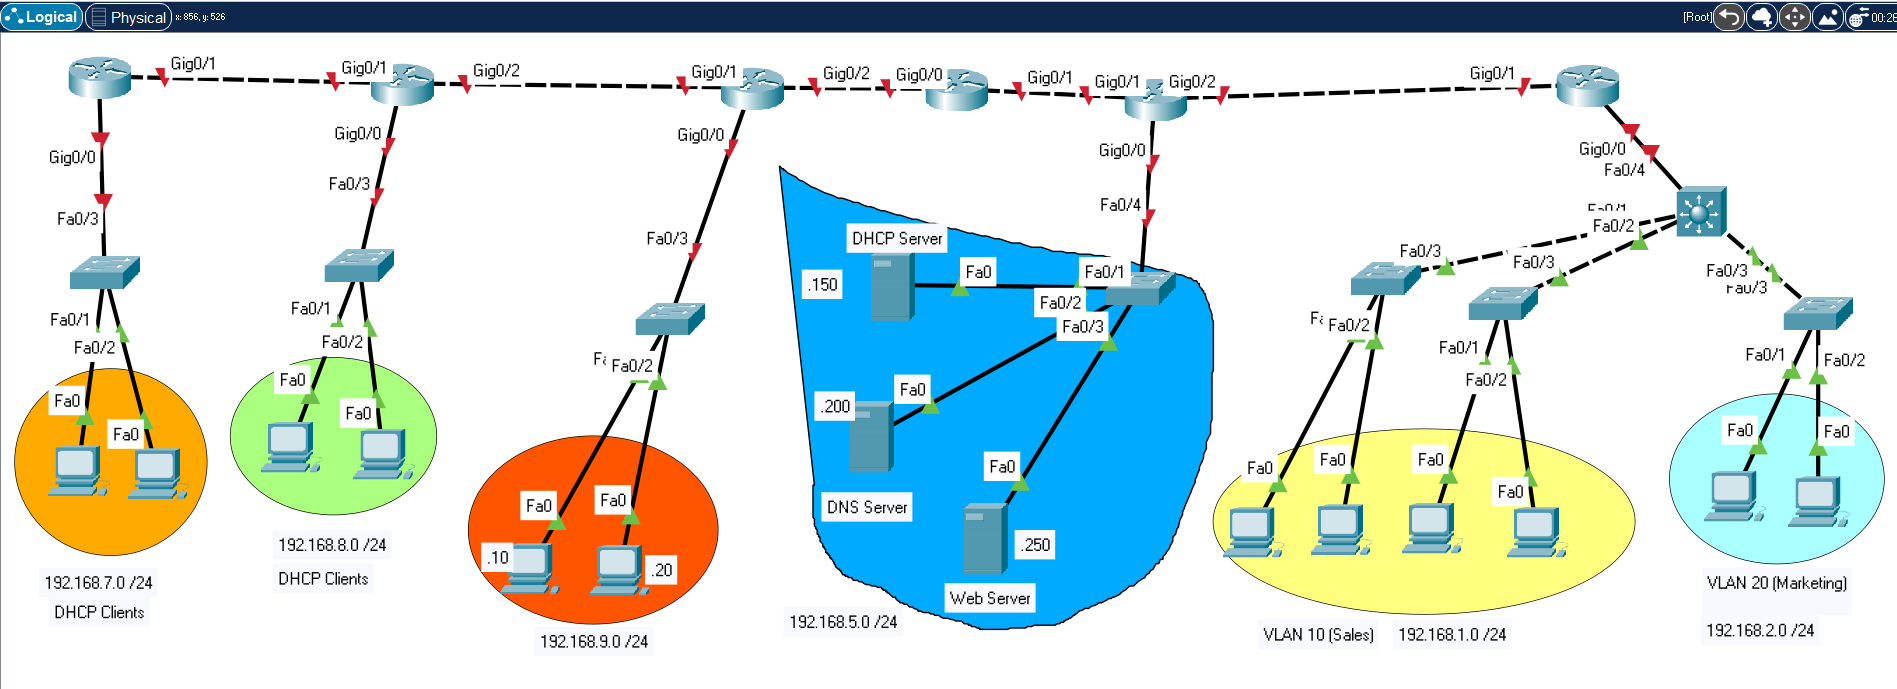 Logical
Physical
x: 856, y: 526
[Root]
Gig0/1
Gig0/1
Gig0/2
Gig0/1
Gig0/2
Gig0/0
Gig0/1
Gig0/1
Gig0/2
Gig0/1
Gig0/0
Gig0/0
Gig0/0
Gig0/0
Gig0/0
Fa0/4
Fa0/3
Fa0/3
Fa0/3
Fa0/4
Fa0/2
Fa0/3
Fa0/3
Fa0/3
DHCP Server
.150
Fa0
Fa0/1
Fa0/2
Fa0/3
Fa0/1
Fa0/2
Fa0/1
Fa0/2
Fa0/2
Fa0/2
Fa0/1
Fa0/2
Fa0/1
Fa0/2
Fa0
Fa0
Fa0
Fa0
Fa0
Fa0
.10
.20
.200
Fa0
DNS Server
Fa0
.250
Web Server
Fa0
Fa0
Fa0
Fa0
Fa0
Fa0
192.168.7.0 /24
DHCP Clients
192.168.8.0 /24
DHCP Clients
192.168.9.0 /24
192.168.5.0 /24
VLAN 10 (Sales)
192.168.1.0 /24
VLAN 20 (Marketing)
192.168.2.0 /24